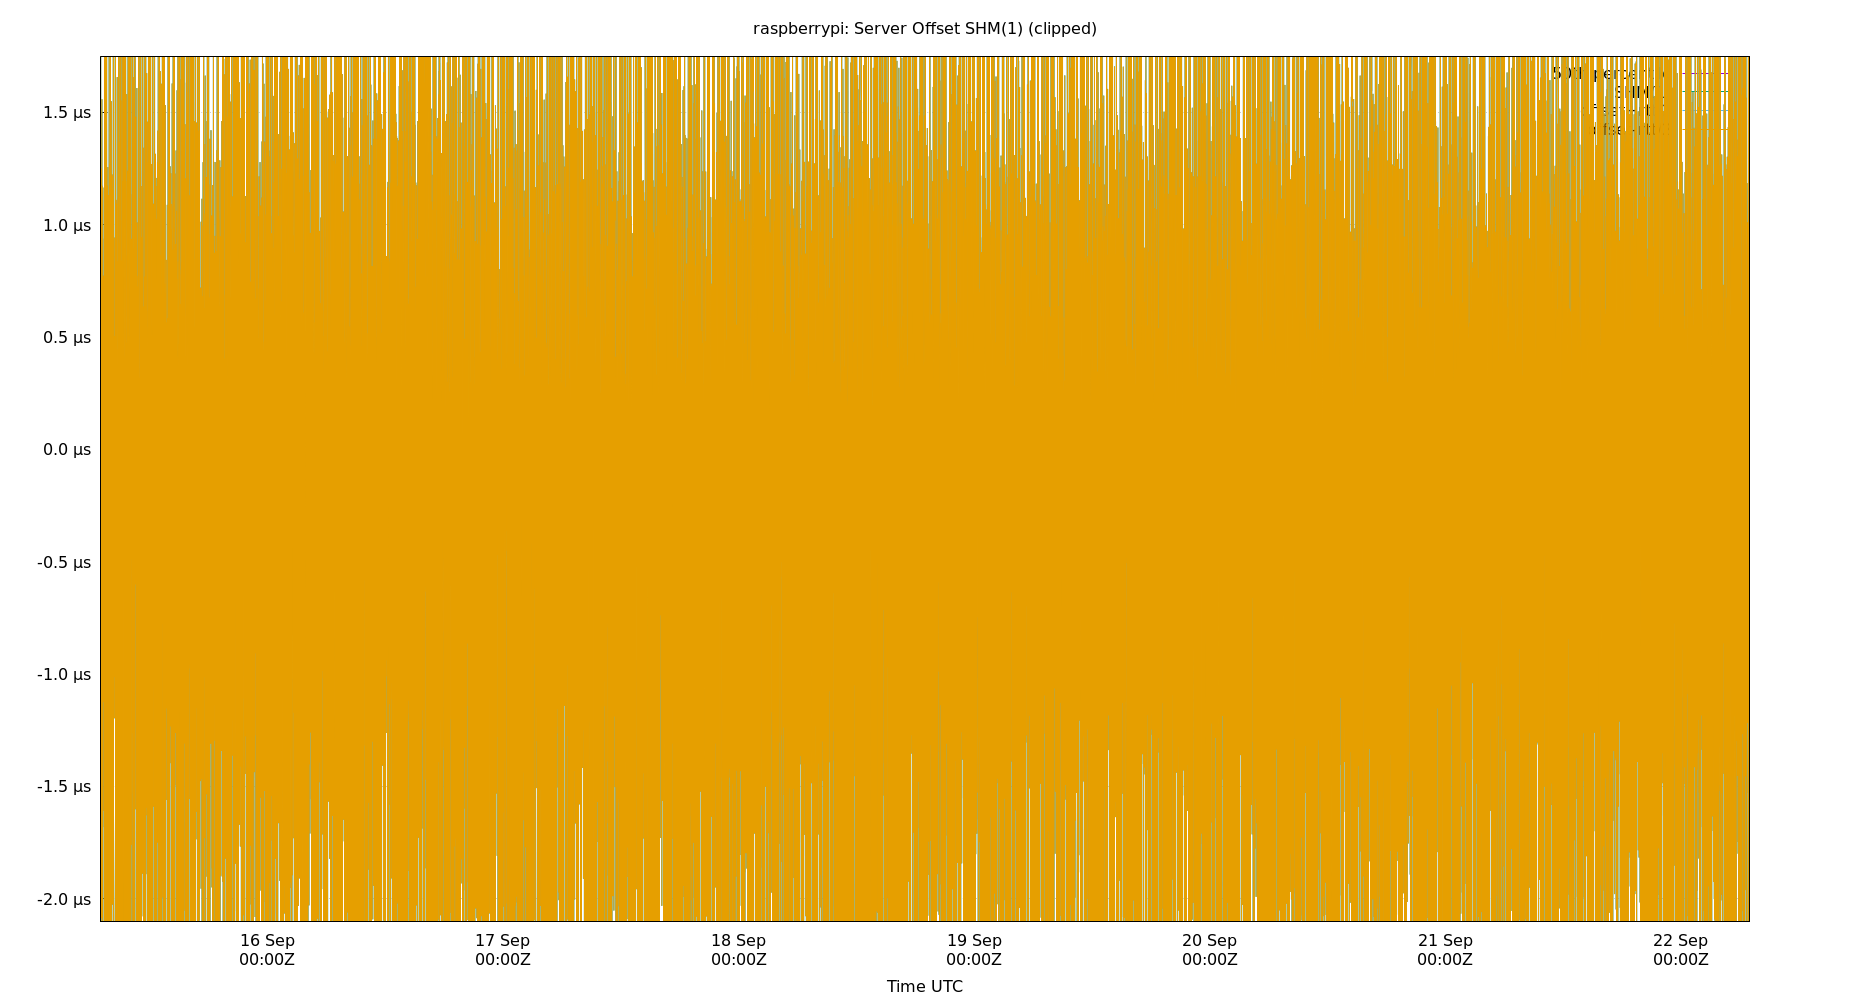 raspberrypi: Server Offset SHM(1) (clipped)
1.5 µs
1.0 µs
0.5 µs
0.0 µs
-0.5 µs
-1.0 µs
-1.5 µs
-2.0 µs
16 Sep 17 Sep 18 Sep 19 Sep 20 Sep 21 Sep 22 Sep
00:00Z 00:00Z 00:00Z 00:00Z 00:00Z 00:00Z 00:00Z
Time UTC